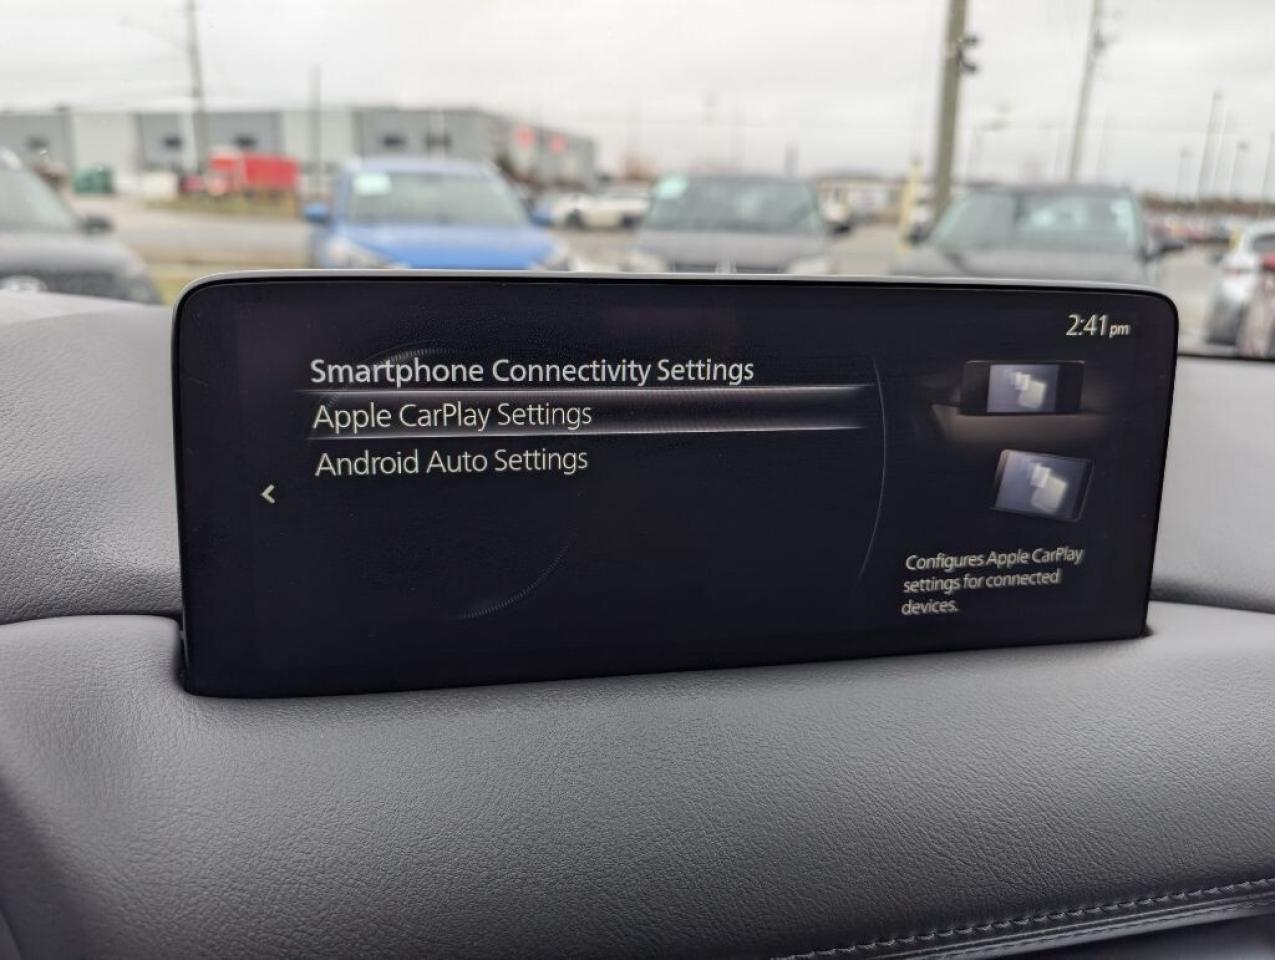 2:41pm
Smartphone Connectivity Settings
Apple CarPlay Settings
Android Auto Settings
<
Configures Apple CarPlay
settings for connected
devices.